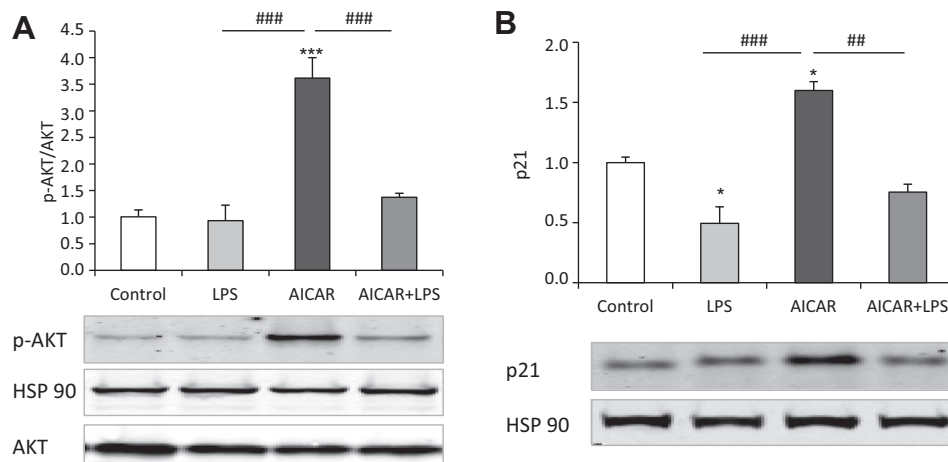 A
### ###
4.5
4.0
3.5
3.0
2.5
2.0
1.5
1.0
0.5
0.0
p-AKT/AKT
***
Control LPS AICAR AICAR+LPS
p-AKT
HSP 90
AKT
B
### ##
2.0
1.5
1.0
0.5
0.0
p21
*
*
Control LPS AICAR AICAR+LPS
p21
HSP 90